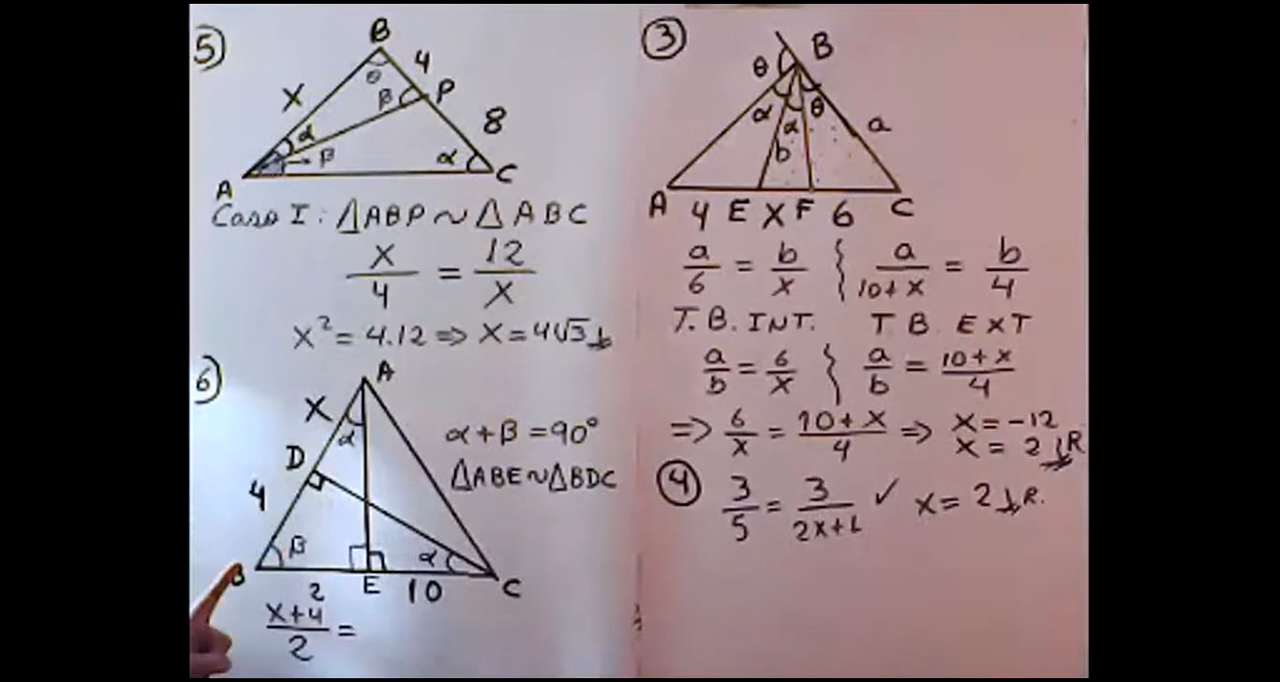 5)
B
θ
4
β
P
X
α
8
→ β
α
A
C
Caso I: △ABP ~ △ABC
X/4 = 12/X
X² = 4.12 => X = 4√3
6)
A
X
α
α + β = 90°
D
△ABE ~ △BDC
4
β
α
B
2
E
10
C
X+4/2 =
3
B
θ
α
α
θ
a
b
A
4
E
X
F
6
C
a/6 = b/x { a/10+x = b/4
T. B. INT. T. B. EXT
a/b = 6/x { a/b = 10+x/4
=> 6/x = 10+x/4 => x = -12
x = 2 R
4
3/5 = 3/2x+1 ✓ x = 2 R.